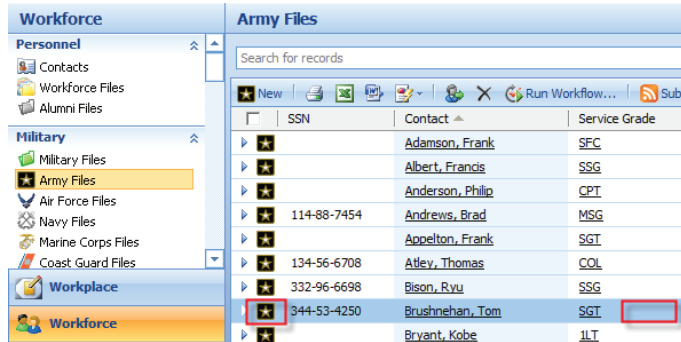 Workforce
Army Files
Personnel
Contacts
Workforce Files
Alumni Files
Military
Military Files
Army Files
Air Force Files
Navy Files
Marine Corps Files
Coast Guard Files
Workplace
Workforce
Search for records
New Run Workflow... Sub
SSN Contact Service Grade
Adamson, Frank SFC
Albert, Francis SSG
Anderson, Philip CPT
114-88-7454 Andrews, Brad MSG
Appelton, Frank SGT
134-56-6708 Atley, Thomas COL
332-96-6698 Bison, Ryu SSG
344-53-4250 Brushnehan, Tom SGT
Bryant, Kobe 1LT